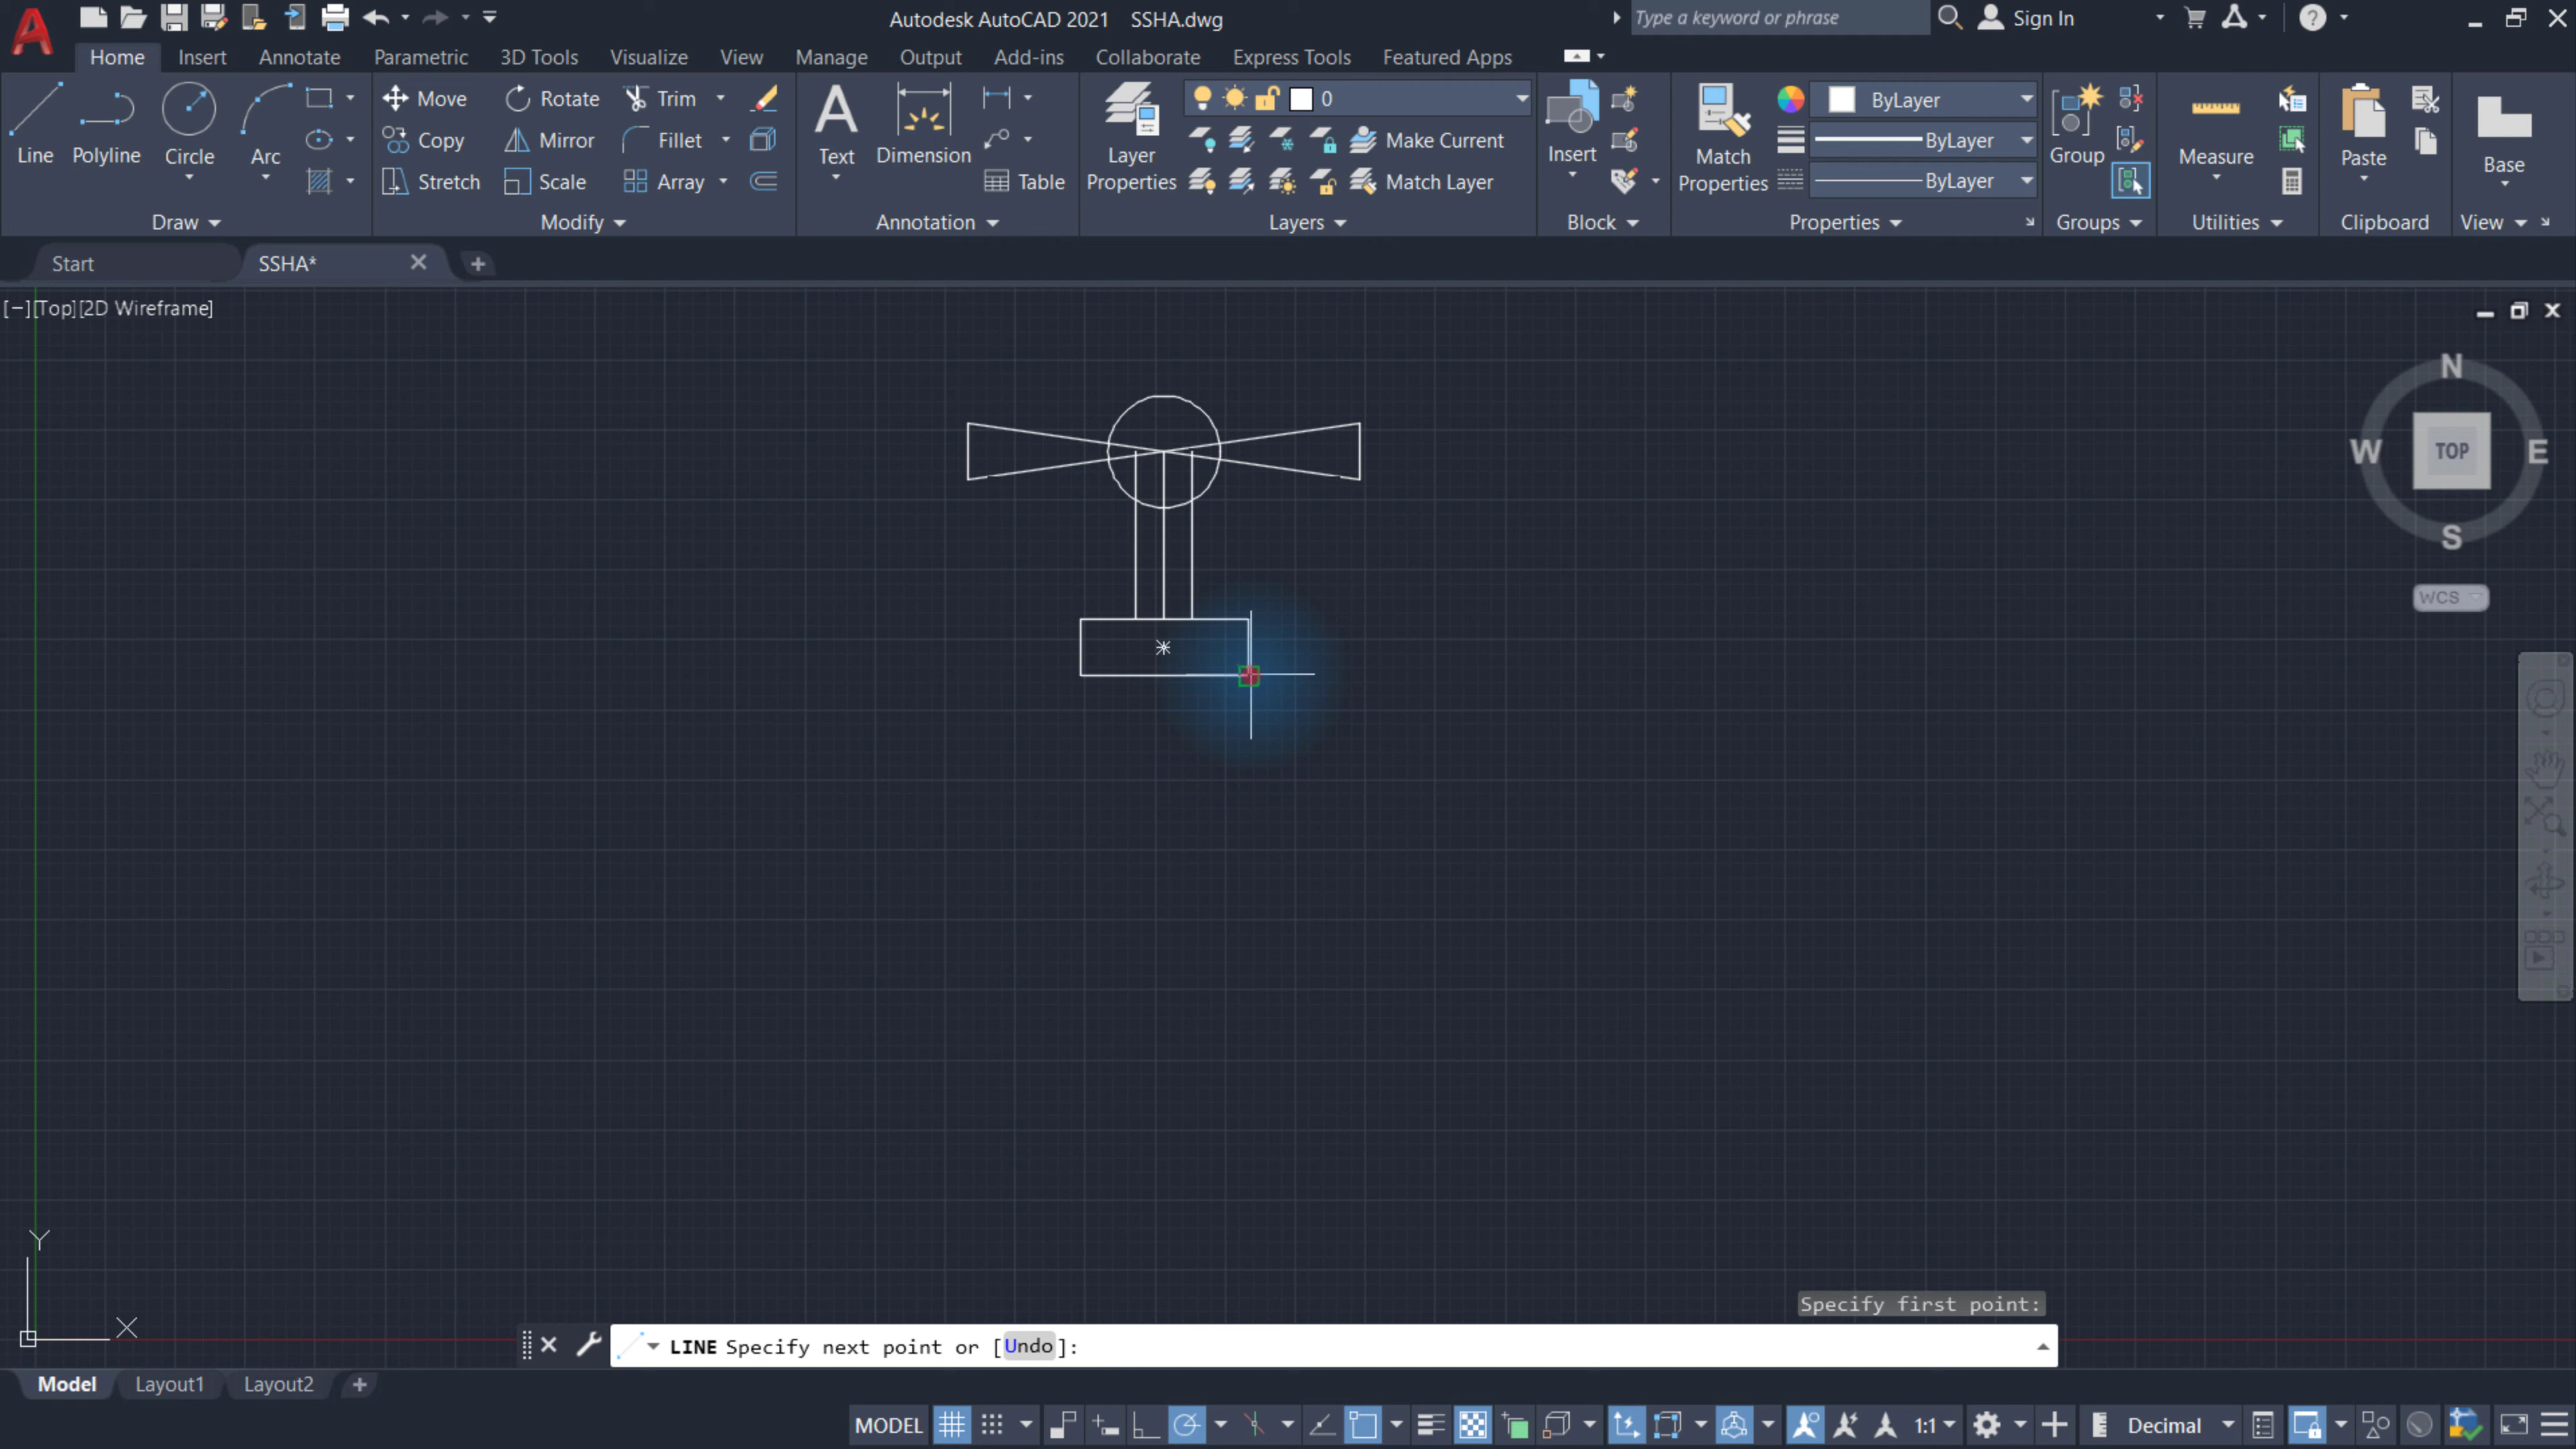 Autodesk AutoCAD 2021 SSHA.dwg
Type a keyword or phrase
Sign In
Home Insert Annotate Parametric 3D Tools Visualize View Manage Output Add-ins Collaborate Express Tools Featured Apps
Line Polyline Circle Arc
Move Rotate Trim
Copy Mirror Fillet
Stretch Scale Array
Text Dimension Table
Layer Properties
0
Make Current
Match Layer
Insert
Match Properties
ByLayer
ByLayer
ByLayer
Group
Measure
Paste
Base
Draw Modify Annotation Layers Block Properties Groups Utilities Clipboard View
Start SSHA*
[−][Top][2D Wireframe]
N
W TOP E
S
WCS
Y
X
Specify first point:
LINE Specify next point or [Undo]:
Model Layout1 Layout2
MODEL 1:1 Decimal